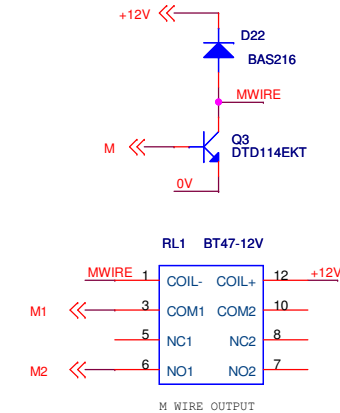 +12V
D22
BAS216
MWIRE
M
Q3
DTD114EKT
0V
RL1 BT47-12V
MWIRE 1 COIL- COIL+ 12 +12V
M1 3 COM1 COM2 10
5 NC1 NC2 8
M2 6 NO1 NO2 7
M WIRE OUTPUT